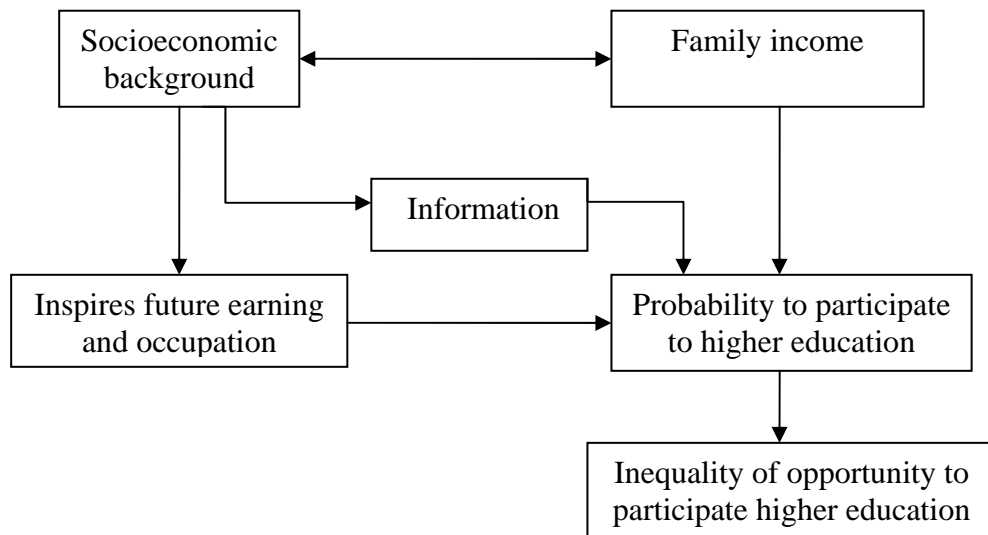 Socioeconomic
background
Family income
Information
Inspires future earning
and occupation
Probability to participate
to higher education
Inequality of opportunity to
participate higher education